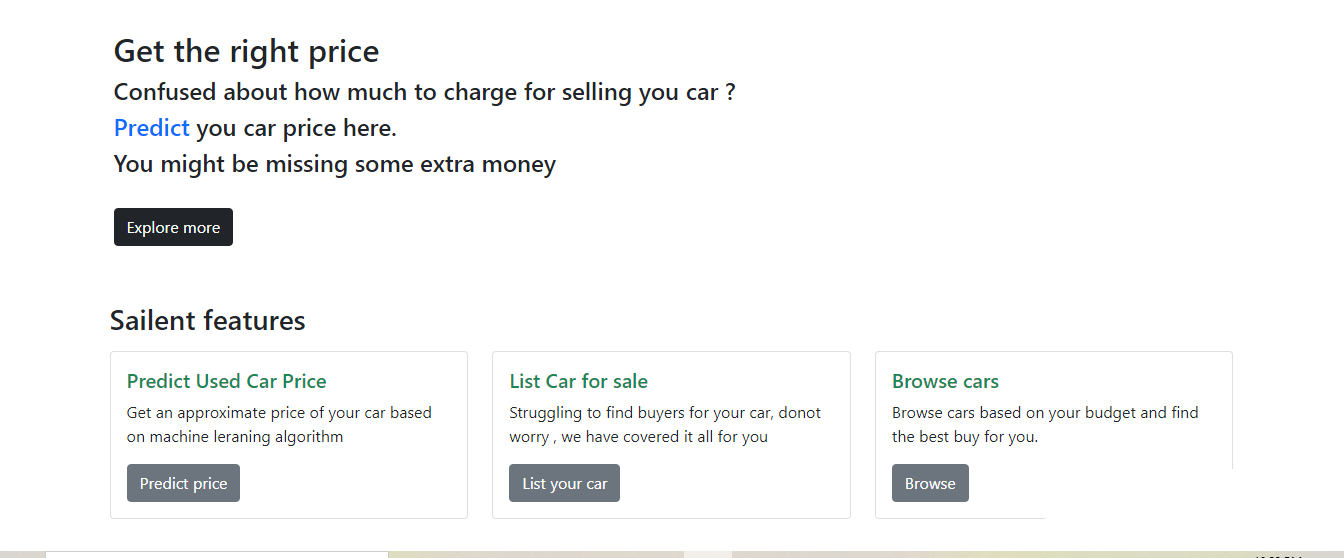 Get the right price
Confused about how much to charge for selling you car ?
Predict you car price here.
You might be missing some extra money
Explore more
Sailent features
Predict Used Car Price
Get an approximate price of your car based
on machine leraning algorithm
Predict price
List Car for sale
Struggling to find buyers for your car, donot
worry , we have covered it all for you
List your car
Browse cars
Browse cars based on your budget and find
the best buy for you.
Browse